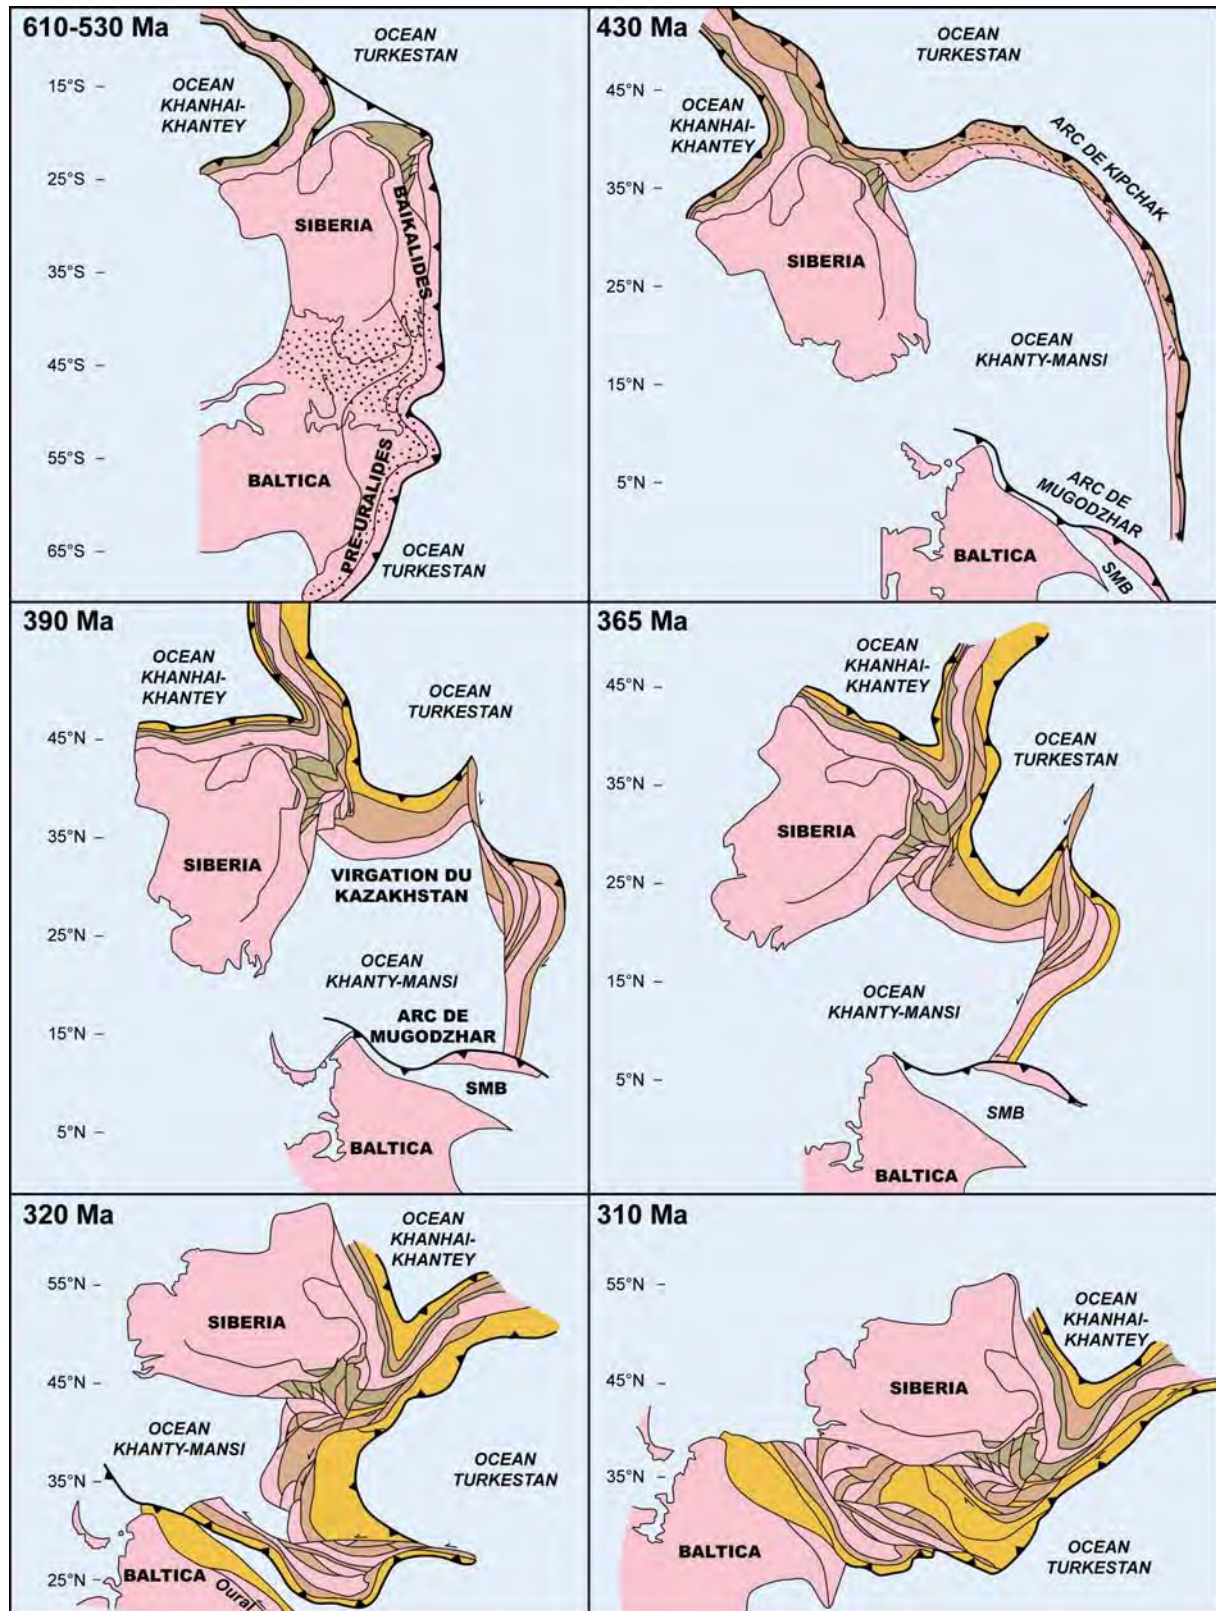 610-530 Ma
OCEAN
TURKESTAN
OCEAN
KHANHAI-
KHANTEY
15°S
25°S
35°S
45°S
55°S
65°S
SIBERIA
BAIKALIDES
BALTICA
PRE-URALIDES
OCEAN
TURKESTAN
430 Ma
OCEAN
TURKESTAN
45°N
OCEAN
KHANHAI-
KHANTEY
35°N
25°N
15°N
5°N
ARC DE KIPCHAK
SIBERIA
OCEAN
KHANTY-MANSI
ARC DE
MUGODZHAR
BALTICA
SMB
390 Ma
OCEAN
KHANHAI-
KHANTEY
OCEAN
TURKESTAN
45°N
35°N
25°N
15°N
5°N
SIBERIA
VIRGATION DU
KAZAKHSTAN
OCEAN
KHANTY-MANSI
ARC DE
MUGODZHAR
SMB
BALTICA
365 Ma
OCEAN
KHANHAI-
KHANTEY
45°N
35°N
25°N
15°N
5°N
OCEAN
TURKESTAN
SIBERIA
OCEAN
KHANTY-MANSI
SMB
BALTICA
320 Ma
OCEAN
KHANHAI-
KHANTEY
55°N
45°N
35°N
25°N
SIBERIA
OCEAN
KHANTY-MANSI
OCEAN
TURKESTAN
BALTICA
Oural
310 Ma
55°N
45°N
35°N
OCEAN
KHANHAI-
KHANTEY
SIBERIA
BALTICA
OCEAN
TURKESTAN